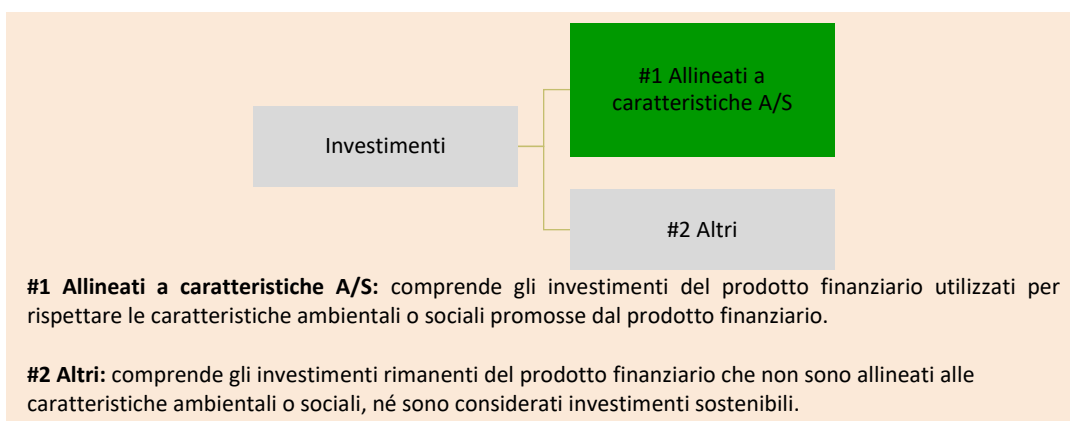 #1 Allineati a
caratteristiche A/S
Investimenti
#2 Altri
#1 Allineati a caratteristiche A/S: comprende gli investimenti del prodotto finanziario utilizzati per
rispettare le caratteristiche ambientali o sociali promosse dal prodotto finanziario.
#2 Altri: comprende gli investimenti rimanenti del prodotto finanziario che non sono allineati alle
caratteristiche ambientali o sociali, né sono considerati investimenti sostenibili.